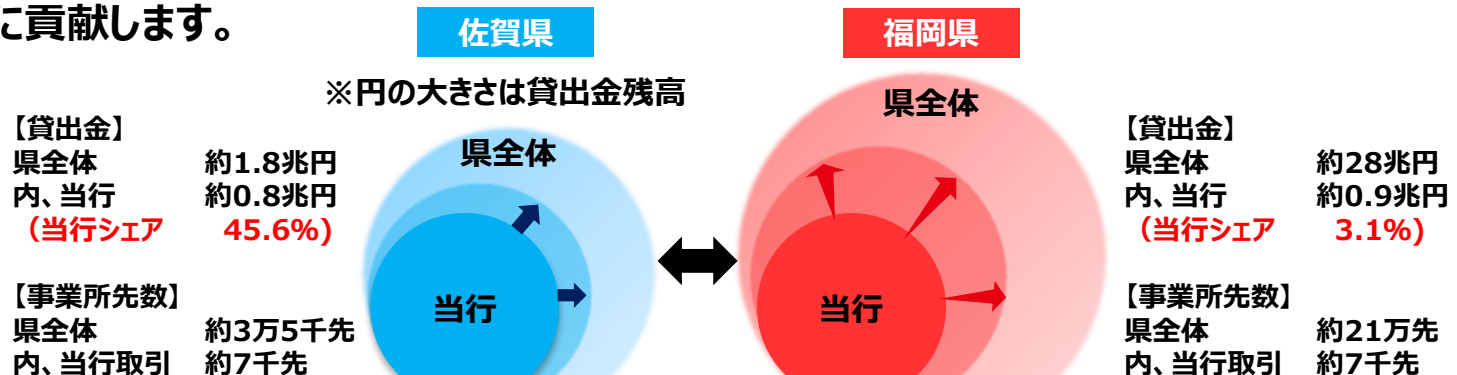 に貢献します。
佐賀県
福岡県
※円の大きさは貸出金残高
【貸出金】
県全体 約1.8兆円
内、当行 約0.8兆円
（当行シェア 45.6%)
【事業所先数】
県全体 約3万5千先
内、当行取引 約7千先
県全体
当行
県全体
当行
【貸出金】
県全体 約28兆円
内、当行 約0.9兆円
（当行シェア 3.1%)
【事業所先数】
県全体 約21万先
内、当行取引 約7千先